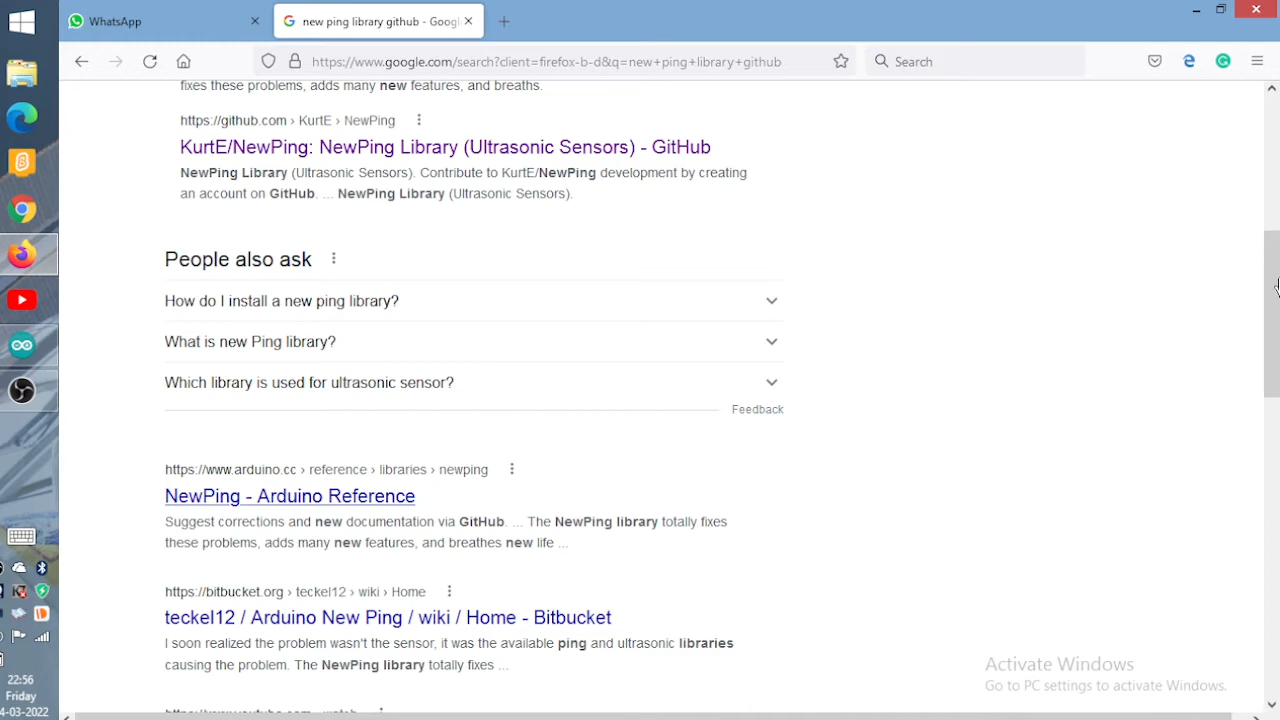 WhatsApp
new ping library github - Googl
https://www.google.com/search?client=firefox-b-d&q=new+ping+library+github
Search
fixes these problems, adds many new features, and breaths.
https://github.com › KurtE › NewPing
KurtE/NewPing: NewPing Library (Ultrasonic Sensors) - GitHub
NewPing Library (Ultrasonic Sensors). Contribute to KurtE/NewPing development by creating
an account on GitHub. ... NewPing Library (Ultrasonic Sensors).
People also ask
How do I install a new ping library?
What is new Ping library?
Which library is used for ultrasonic sensor?
Feedback
https://www.arduino.cc › reference › libraries › newping
NewPing - Arduino Reference
Suggest corrections and new documentation via GitHub. ... The NewPing library totally fixes
these problems, adds many new features, and breathes new life ...
https://bitbucket.org › teckel12 › wiki › Home
teckel12 / Arduino New Ping / wiki / Home - Bitbucket
I soon realized the problem wasn't the sensor, it was the available ping and ultrasonic libraries
causing the problem. The NewPing library totally fixes ...
Activate Windows
Go to PC settings to activate Windows.
22:56
Friday
4-03-2022